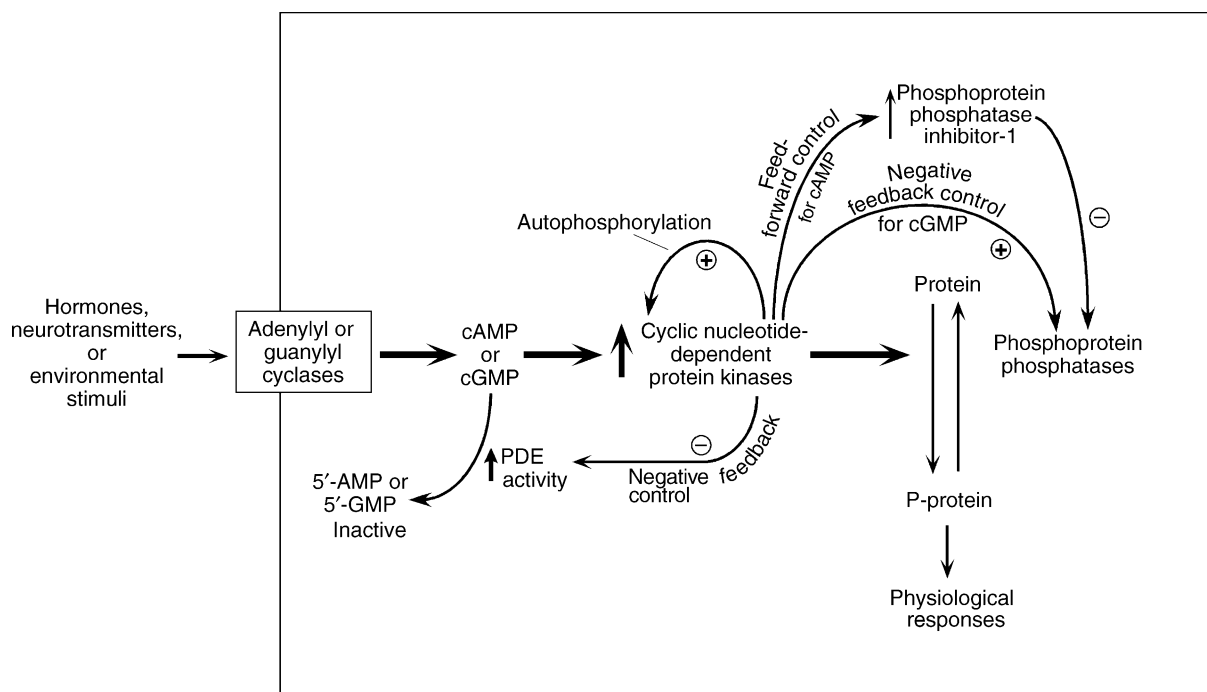 Hormones,
neurotransmitters,
or
environmental
stimuli
Adenylyl or
guanylyl
cyclases
cAMP
or
cGMP
5′-AMP or
5′-GMP
Inactive
PDE
activity
Negative feedback
control
−
Autophosphorylation
+
Cyclic nucleotide-
dependent
protein kinases
Feed-
forward control
for cAMP
Phosphoprotein
phosphatase
inhibitor-1
−
Negative
feedback control
for cGMP
+
Protein
Phosphoprotein
phosphatases
P-protein
Physiological
responses